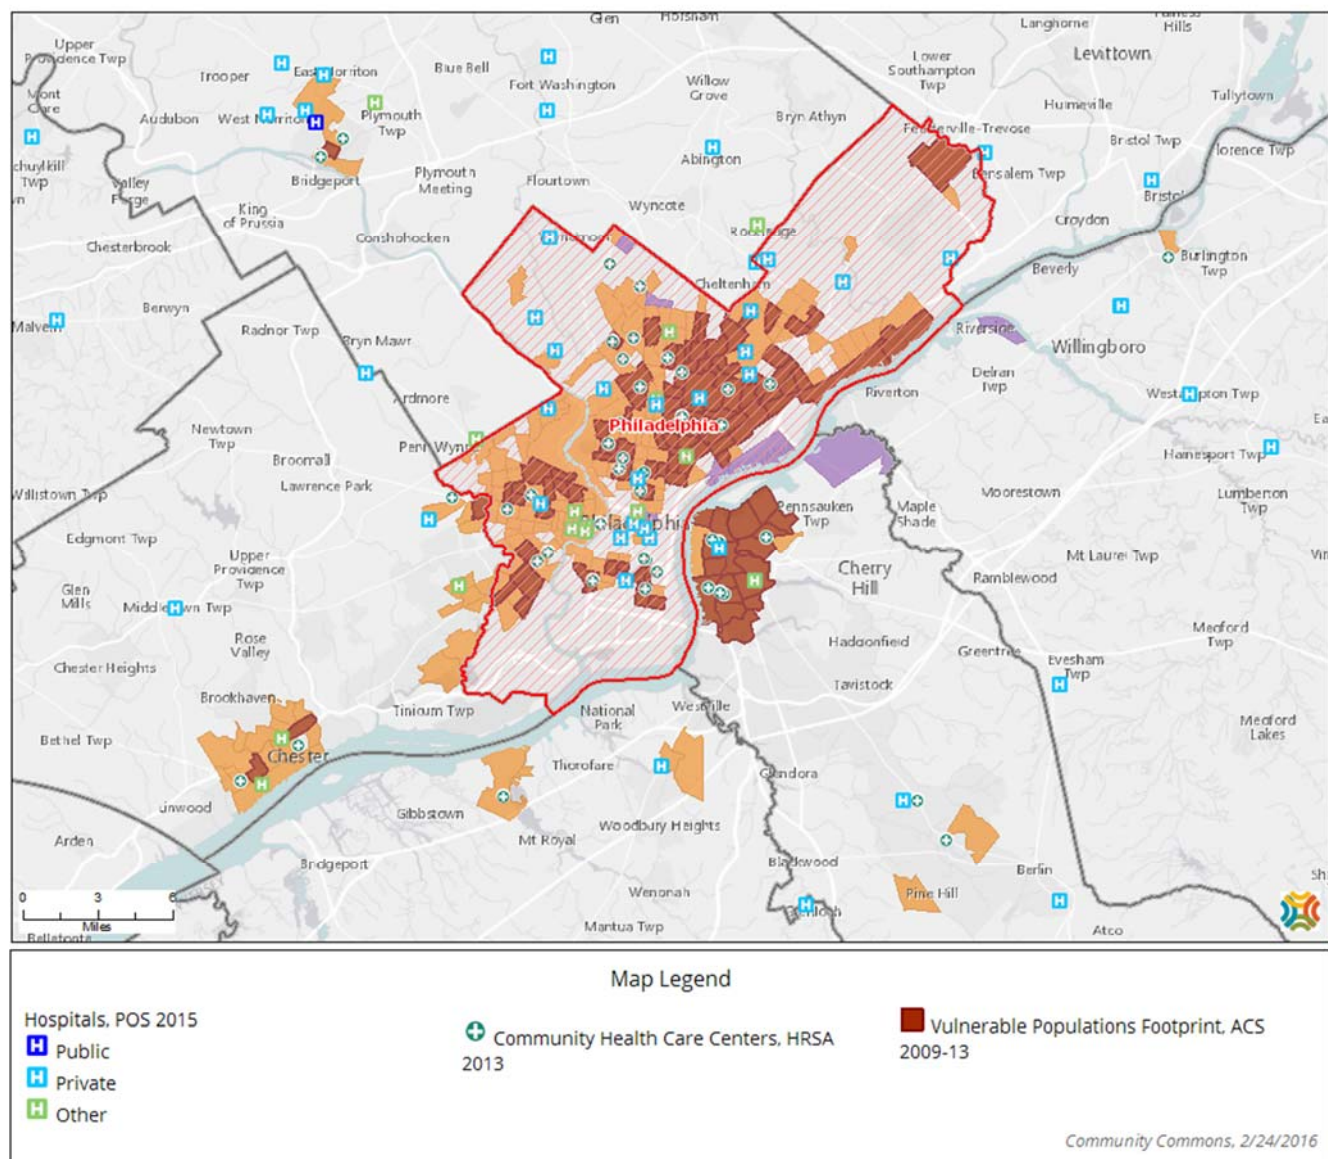 Glen
Horsham
Langhorne
Fairless
Hills
Upper
Providence Twp
Levittown
Trooper
East Norriton
Blue Bell
Fort Washington
Willow
Grove
Lower
Southampton
Twp
Mont
Clare
Audubon
West Norriton
Plymouth
Twp
Tullytown
Humeville
Bryn Athyn
Feasterville-Trevose
Bristol Twp
Florence Twp
Schuylkill
Twp
Abington
Bensalem Twp
Valley
Forge
Bridgeport
Plymouth
Meeting
Flourtown
Bristol
King
of Prussia
Wyncote
Croydon
Chesterbrook
Conshohocken
Rockledge
Burlington
Twp
Beverly
Cheltenham
Berwyn
Malvern
Radnor Twp
Bryn Mawr
Riverside
Willingboro
Delran
Twp
Ardmore
Riverton
Westampton Twp
Newtown
Twp
Philadelphia
Penn Wynne
Broomall
Hainesport Twp
Lawrence Park
Willistown Twp
Moorestown
Lumberton
Twp
Pennsauken
Twp
Maple
Shade
Philadelphia
Edgmont Twp
Upper
Providence
Twp
Mt Laurel Twp
Cherry
Hill
Ramblewood
Glen
Mills
Middletown Twp
Medford
Twp
Rose
Valley
Haddonfield
Greentree
Chester Heights
Evesham
Twp
Brookhaven
Tavistock
Tinicum Twp
National
Park
Westville
Medford
Lakes
Bethel Twp
Chester
Thorofare
Glendora
Linwood
Gibbstown
Woodbury Heights
Arden
Mt Royal
Bridgeport
Blackwood
Berlin
Wenonah
Pine Hill
0 3 6
Miles
Mantua Twp
Atco
Bellefonte
Map Legend
Hospitals, POS 2015
H Public
H Private
H Other
Community Health Care Centers, HRSA
2013
Vulnerable Populations Footprint, ACS
2009-13
Community Commons, 2/24/2016